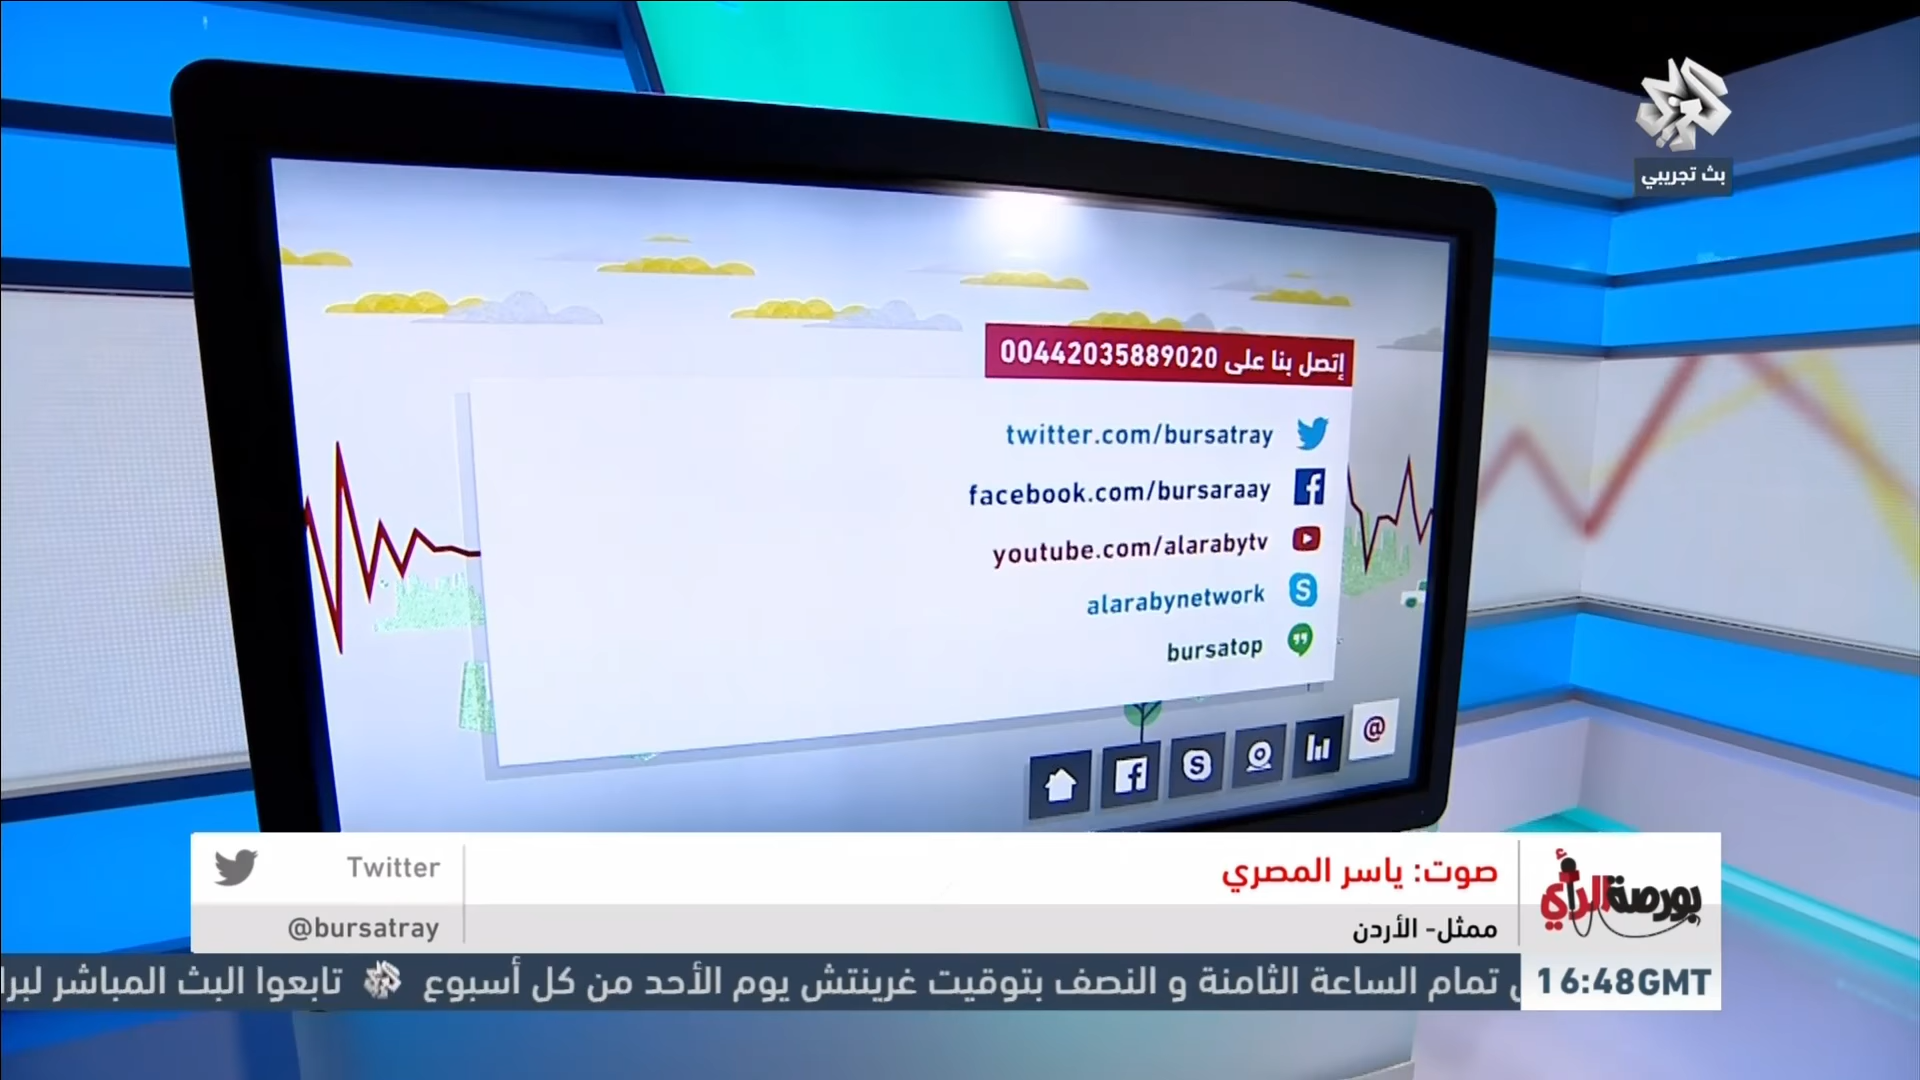 بث تجريبي
إتصل بنا على 00442035889020
twitter.com/bursatray
facebook.com/bursaraay
youtube.com/alarabytv
alarabynetwork
bursatop
صوت: ياسر المصري
ممثل- الأردن
Twitter
@bursatray
بورصة الرأي
16:48GMT
تمام الساعة الثامنة و النصف بتوقيت غرينتش يوم الأحد من كل أسبوع تابعوا البث المباشر